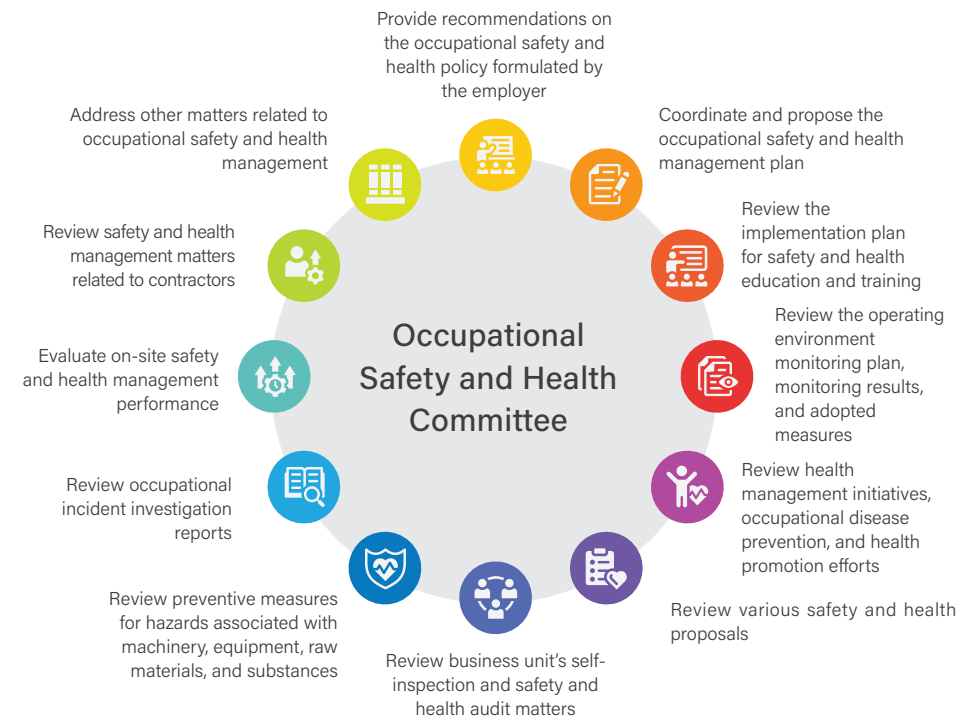 Provide recommendations on
the occupational safety and
health policy formulated by
the employer
Coordinate and propose the
occupational safety and health
management plan
Review the
implementation plan
for safety and health
education and training
Review the operating
environment
monitoring plan,
monitoring results,
and adopted
measures
Review health
management initiatives,
occupational disease
prevention, and health
promotion efforts
Review various safety and health
proposals
Review business unit's self-
inspection and safety and
health audit matters
Review preventive measures
for hazards associated with
machinery, equipment, raw
materials, and substances
Review occupational
incident investigation
reports
Evaluate on-site safety
and health management
performance
Review safety and health
management matters
related to contractors
Address other matters related to
occupational safety and health
management
Occupational
Safety and Health
Committee